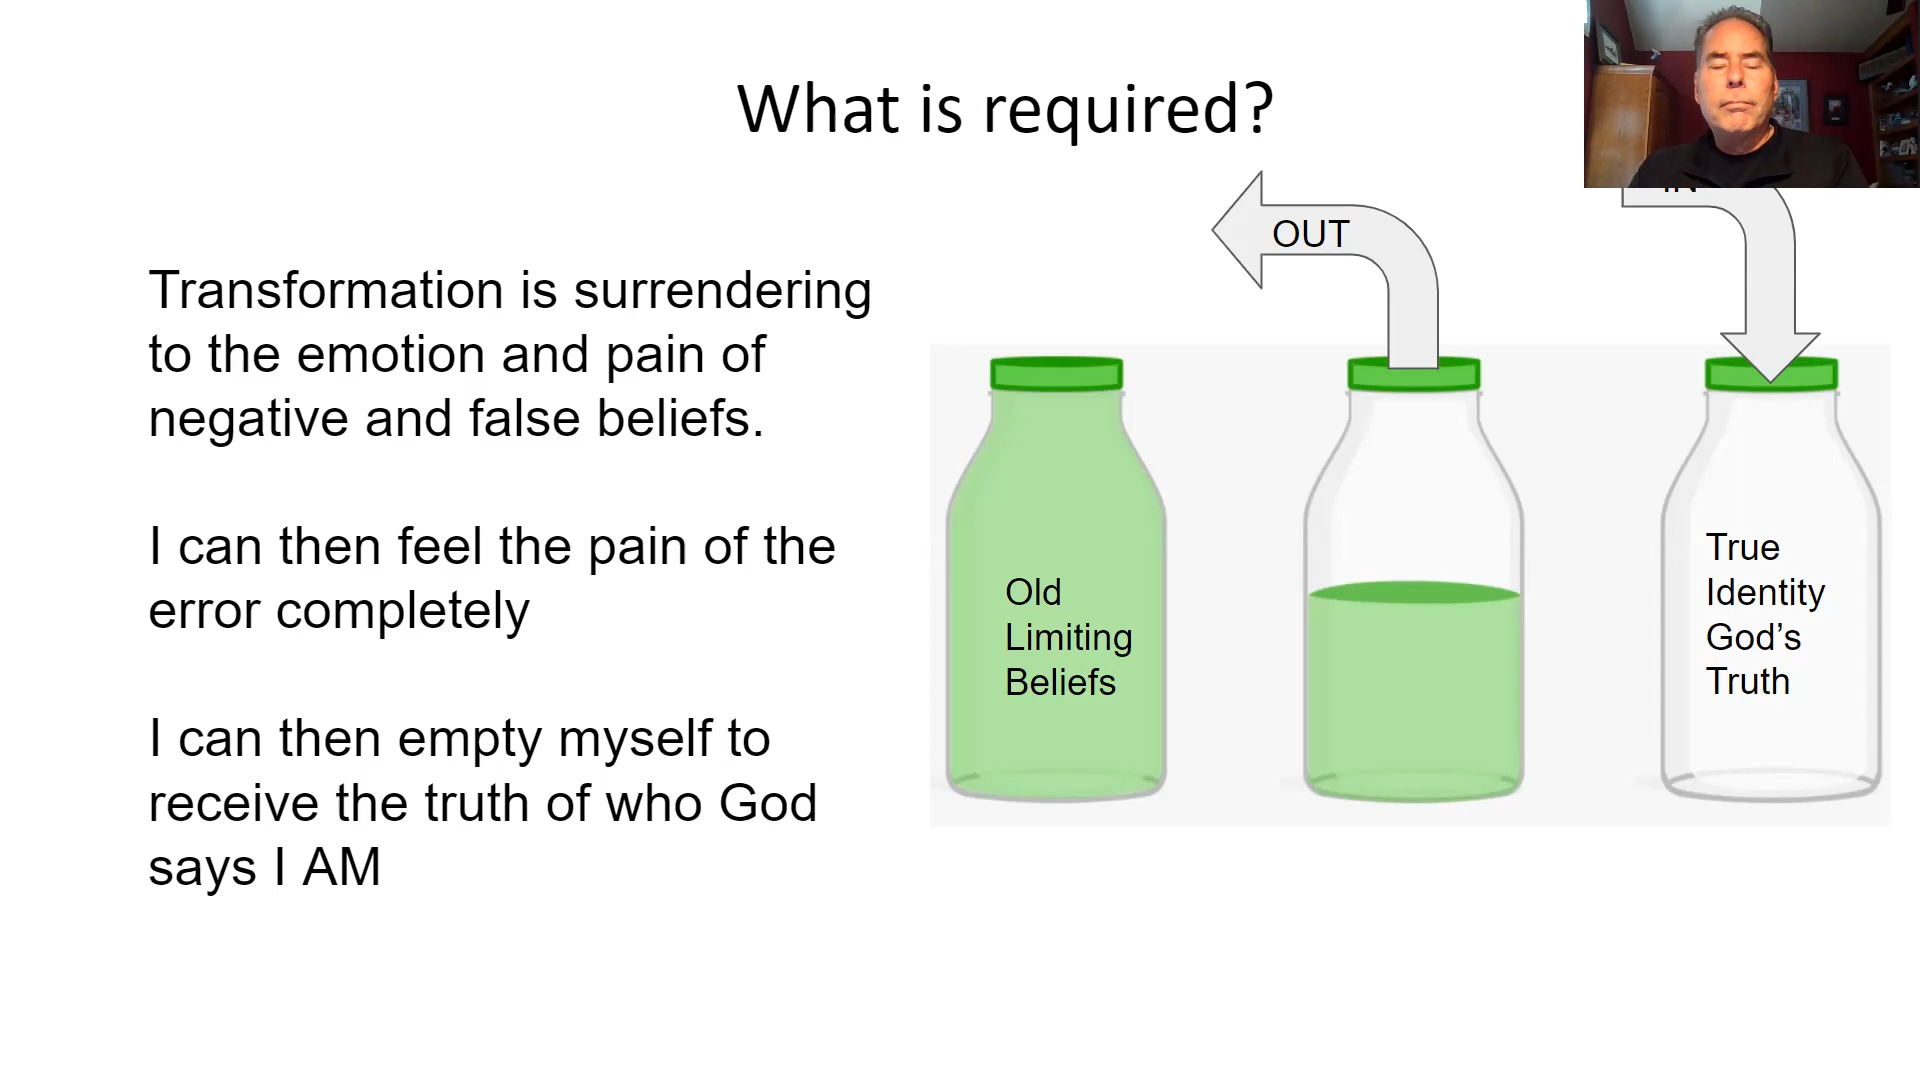 What is required?
Transformation is surrendering
to the emotion and pain of
negative and false beliefs.
I can then feel the pain of the
error completely
I can then empty myself to
receive the truth of who God
says I AM
OUT
IN
Old
Limiting
Beliefs
True
Identity
God’s
Truth